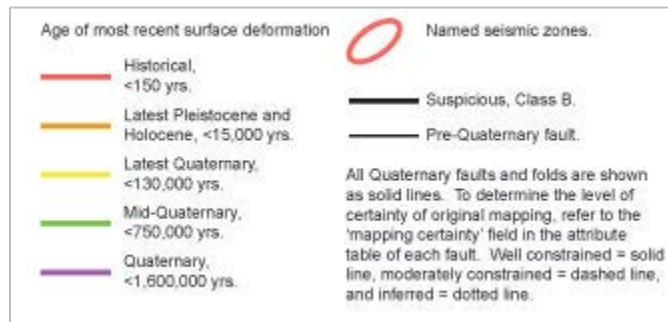 Age of most recent surface deformation
Historical,
<150 yrs.
Latest Pleistocene and
Holocene, <15,000 yrs.
Latest Quaternary,
<130,000 yrs.
Mid-Quaternary,
<750,000 yrs.
Quaternary,
<1,600,000 yrs.
Named seismic zones.
Suspicious, Class B.
Pre-Quaternary fault.
All Quaternary faults and folds are shown
as solid lines. To determine the level of
certainty of original mapping, refer to the
'mapping certainty' field in the attribute
table of each fault. Well constrained = solid
line, moderately constrained = dashed line,
and inferred = dotted line.